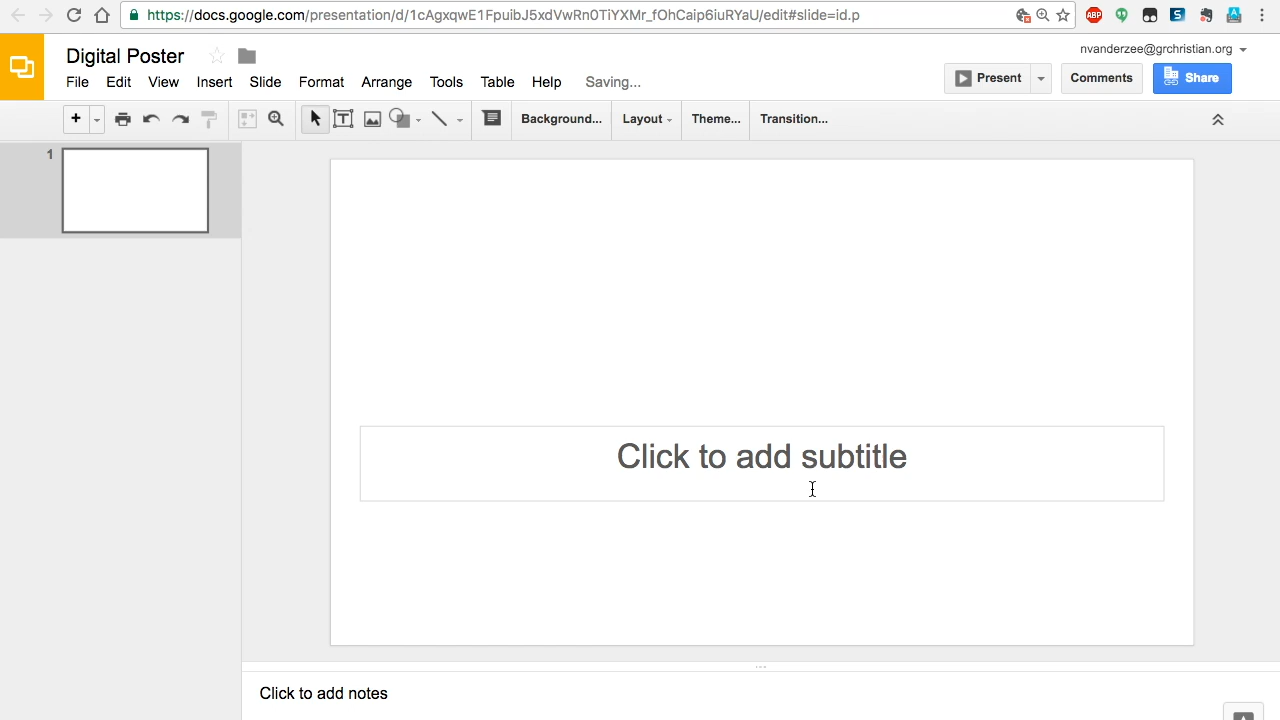 https://docs.google.com/presentation/d/1cAgxqwE1FpuibJ5xdVwRn0TiYXMr_fOhCaip6iuRYaU/edit#slide=id.p
ABP
S
Digital Poster
nvanderzee@grchristian.org
File Edit View Insert Slide Format Arrange Tools Table Help Saving...
Present Comments Share
Background... Layout Theme... Transition...
1
Click to add subtitle
Click to add notes